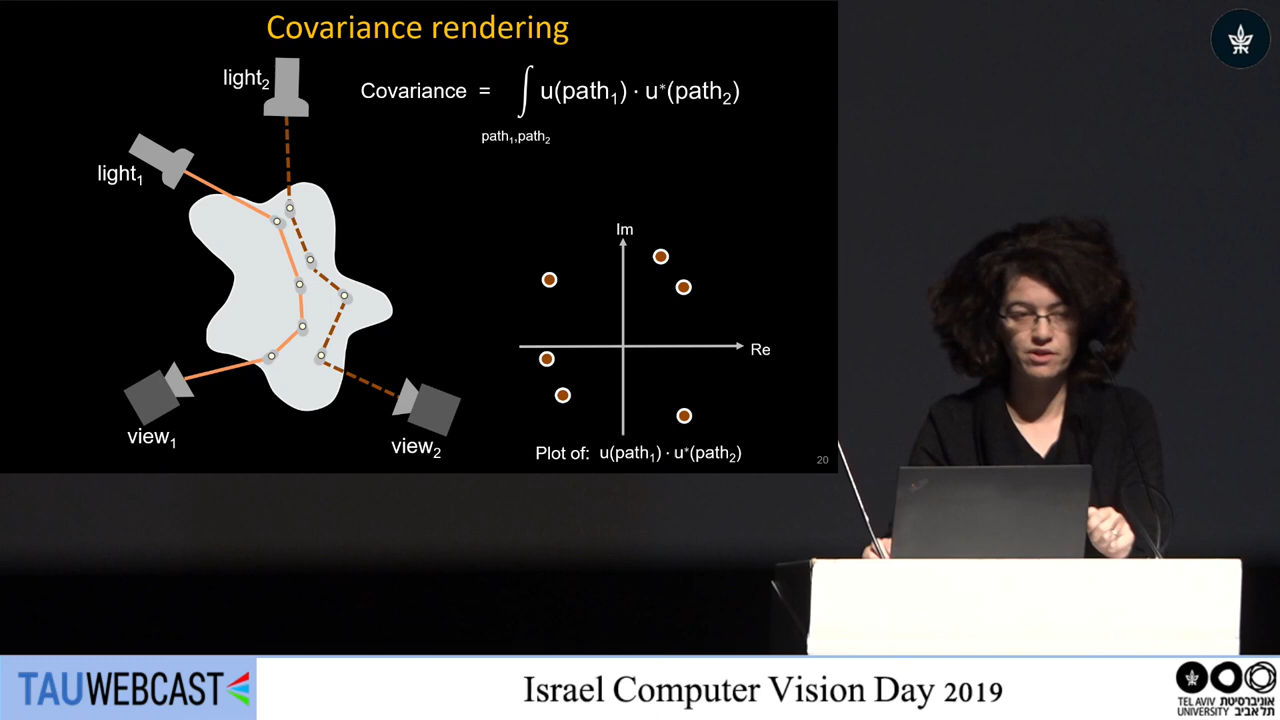 Covariance rendering
light₂
Covariance = ∫ u(path₁) · u*(path₂)
path₁,path₂
light₁
Im
Re
view₁
view₂
Plot of: u(path₁) · u*(path₂)
20
TAUWEBCAST
Israel Computer Vision Day 2019
TEL AVIV אוניברסיטת
UNIVERSITY תל אביב